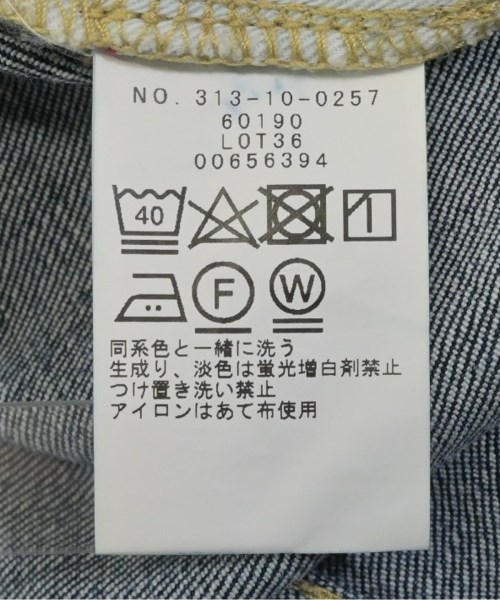 NO. 313-10-0257
60190
LOT36
00656394
40
F W
同系色と一緒に洗う
生成り、淡色は蛍光増白剤禁止
つけ置き洗い禁止
アイロンはあて布使用